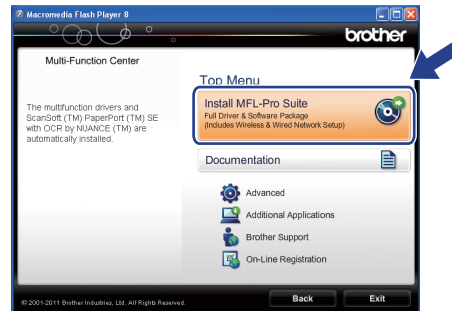 Macromedia Flash Player 8
brother
Multi-Function Center
Top Menu
The multifunction drivers and
ScanSoft (TM) PaperPort (TM) SE
with OCR by NUANCE (TM) are
automatically installed.
Install MFL-Pro Suite
Full Driver & Software Package
(Includes Wireless & Wired Network Setup)
Documentation
Advanced
Additional Applications
Brother Support
On-Line Registration
© 2001-2011 Brother Industries, Ltd. All Rights Reserved.
Back
Exit